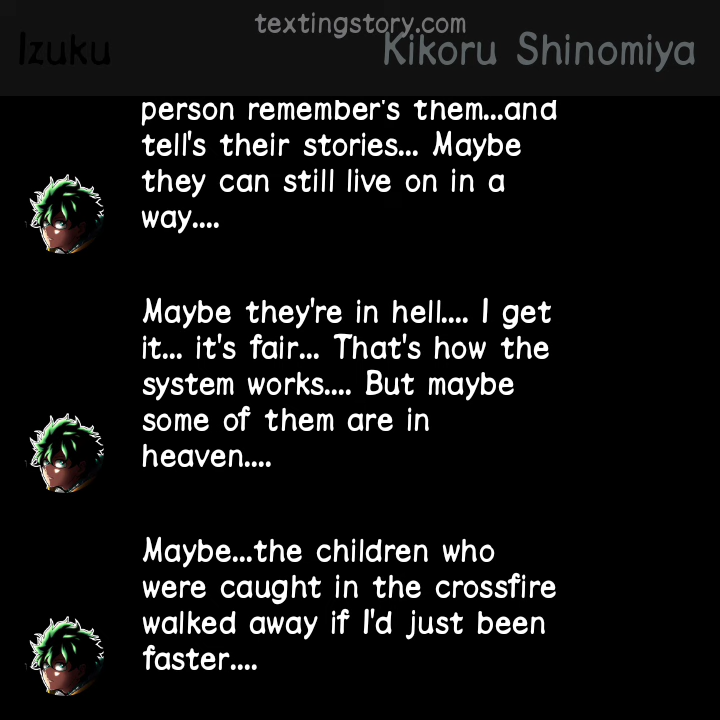 textingstory.com
Izuku
Kikoru Shinomiya
person remember's them...and
tell's their stories... Maybe
they can still live on in a
way....
Maybe they're in hell.... I get
it... it's fair... That's how the
system works.... But maybe
some of them are in
heaven....
Maybe...the children who
were caught in the crossfire
walked away if I'd just been
faster....